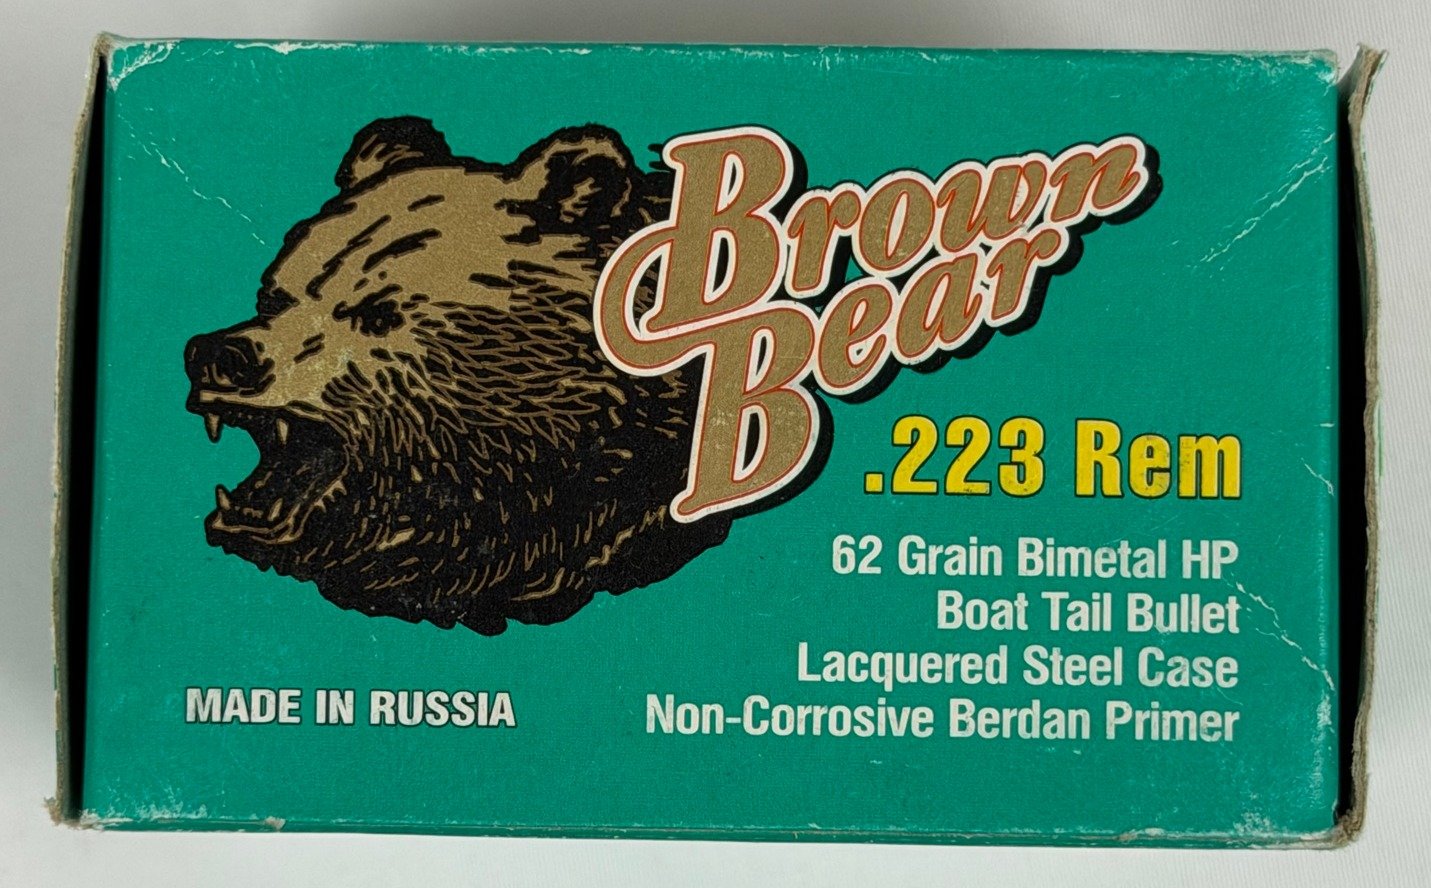 Brown
Bear
.223 Rem
62 Grain Bimetal HP
Boat Tail Bullet
Lacquered Steel Case
Non-Corrosive Berdan Primer
MADE IN RUSSIA